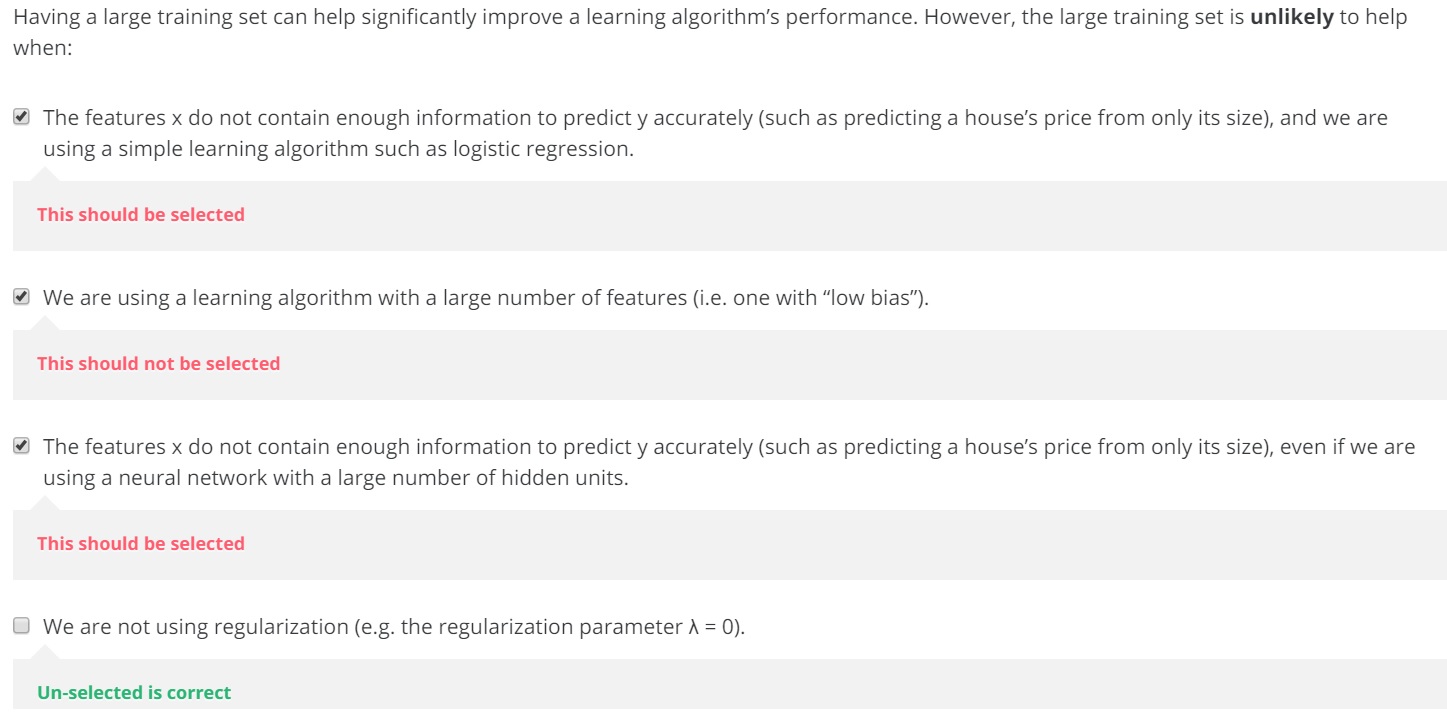 Having a large training set can help significantly improve a learning algorithm’s performance. However, the large training set is unlikely to help
when:
The features x do not contain enough information to predict y accurately (such as predicting a house’s price from only its size), and we are
using a simple learning algorithm such as logistic regression.
This should be selected
We are using a learning algorithm with a large number of features (i.e. one with “low bias”).
This should not be selected
The features x do not contain enough information to predict y accurately (such as predicting a house’s price from only its size), even if we are
using a neural network with a large number of hidden units.
This should be selected
We are not using regularization (e.g. the regularization parameter λ = 0).
Un-selected is correct